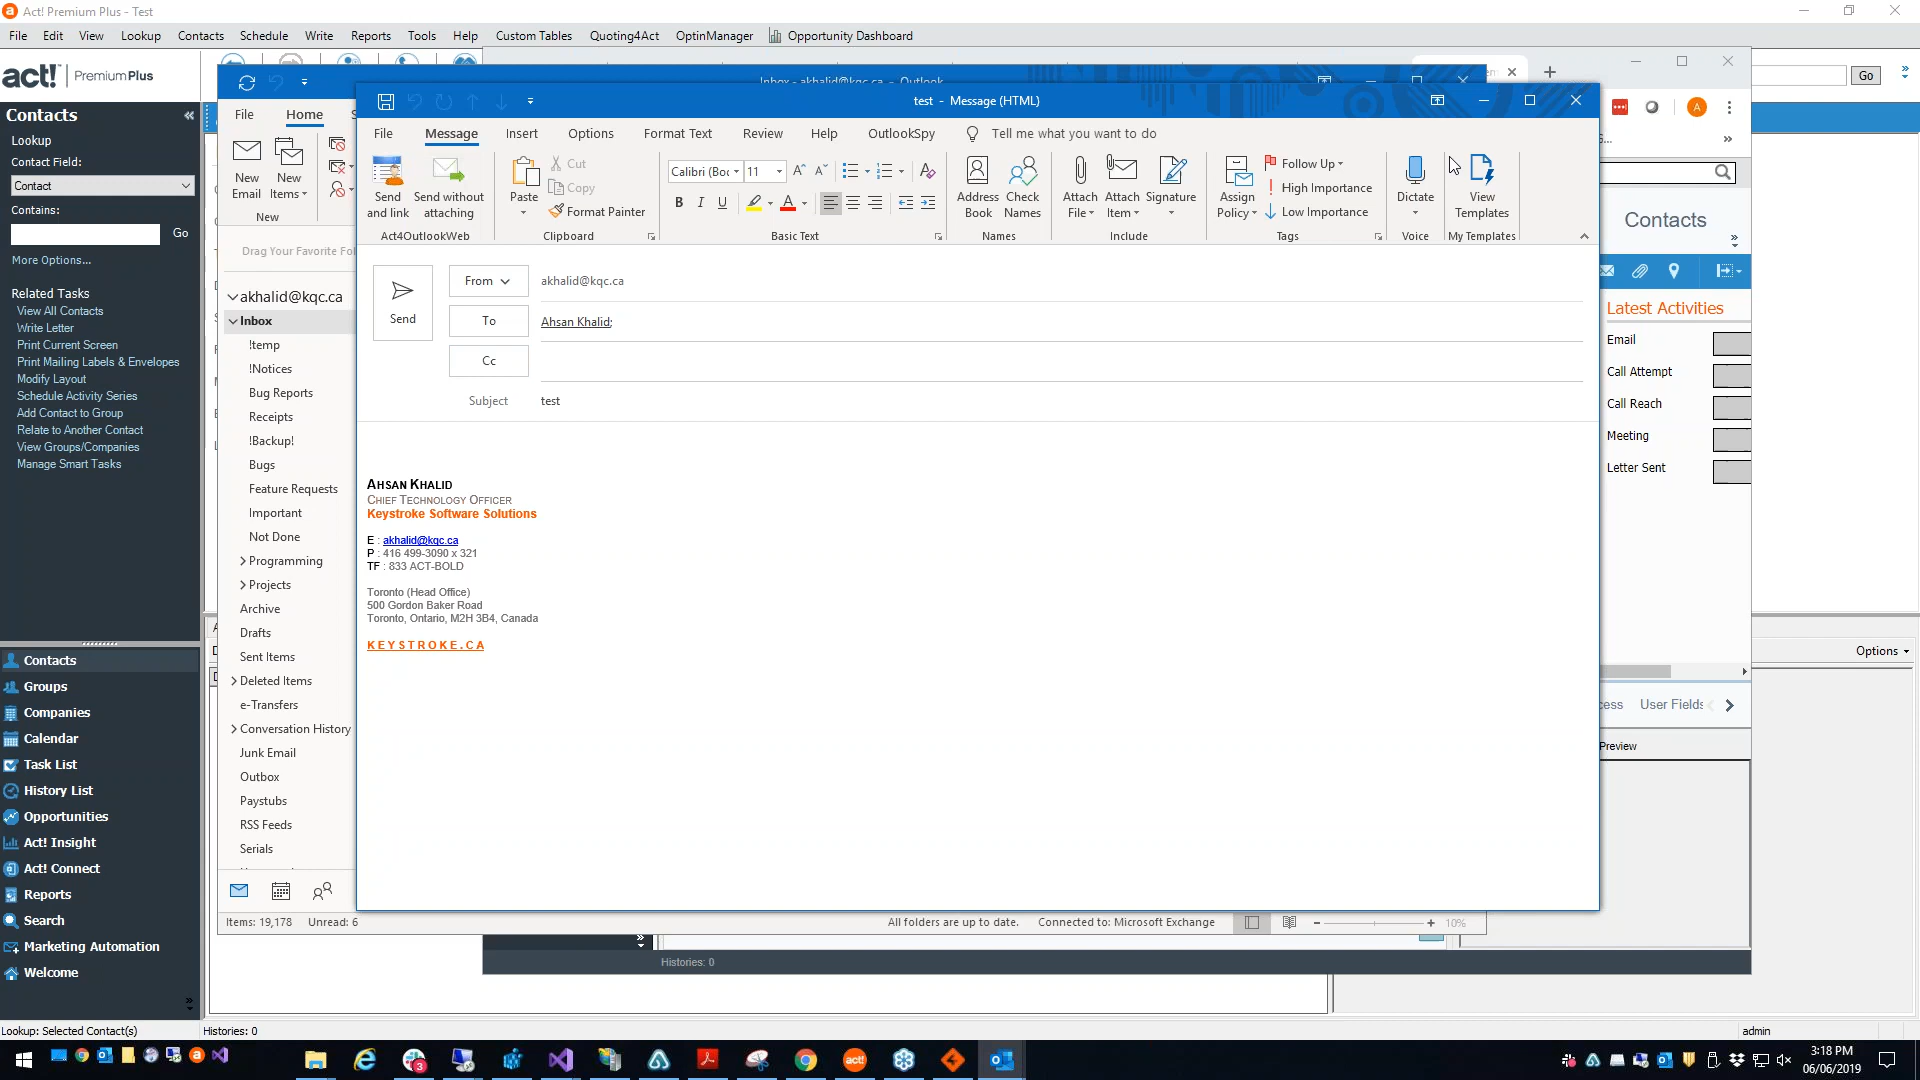 Act! Premium Plus - Test
File Edit View Lookup Contacts Schedule Write Reports Tools Help Custom Tables Quoting4Act OptinManager Opportunity Dashboard
act! Premium Plus
Go
Contacts
Lookup
Contact Field:
Contact
Contains:
Go
More Options...
Related Tasks
View All Contacts
Write Letter
Print Current Screen
Print Mailing Labels & Envelopes
Modify Layout
Schedule Activity Series
Add Contact to Group
Relate to Another Contact
View Groups/Companies
Manage Smart Tasks
Contacts
Groups
Companies
Calendar
Task List
History List
Opportunities
Act! Insight
Act! Connect
Reports
Search
Marketing Automation
Welcome
Lookup: Selected Contact(s)
Histories: 0
admin
Inbox - akhalid@kqc.ca - Outlook
File Home
New Email
New Items
New
Drag Your Favorite Fol
akhalid@kqc.ca
Inbox
!temp
!Notices
Bug Reports
Receipts
!Backup!
Bugs
Feature Requests
Important
Not Done
Programming
Projects
Archive
Drafts
Sent Items
Deleted Items
e-Transfers
Conversation History
Junk Email
Outbox
Paystubs
RSS Feeds
Serials
Items: 19,178 Unread: 6
All folders are up to date. Connected to: Microsoft Exchange
10%
test - Message (HTML)
File Message Insert Options Format Text Review Help OutlookSpy Tell me what you want to do
Send and link
Send without attaching
Act4OutlookWeb
Paste
Cut
Copy
Format Painter
Clipboard
Calibri (Boc 11
B I U
Basic Text
Address Book
Check Names
Names
Attach File
Attach Item
Signature
Include
Assign Policy
Follow Up
High Importance
Low Importance
Tags
Dictate
Voice
View Templates
My Templates
Send
From akhalid@kqc.ca
To Ahsan Khalid;
Cc
Subject test
AHSAN KHALID
CHIEF TECHNOLOGY OFFICER
Keystroke Software Solutions
E : akhalid@kqc.ca
P : 416 499-3090 x 321
TF : 833 ACT-BOLD
Toronto (Head Office)
500 Gordon Baker Road
Toronto, Ontario, M2H 3B4, Canada
KEYSTROKE.CA
Contacts
Latest Activities
Email
Call Attempt
Call Reach
Meeting
Letter Sent
User Fields
Preview
Options
Histories: 0
3:18 PM
06/06/2019